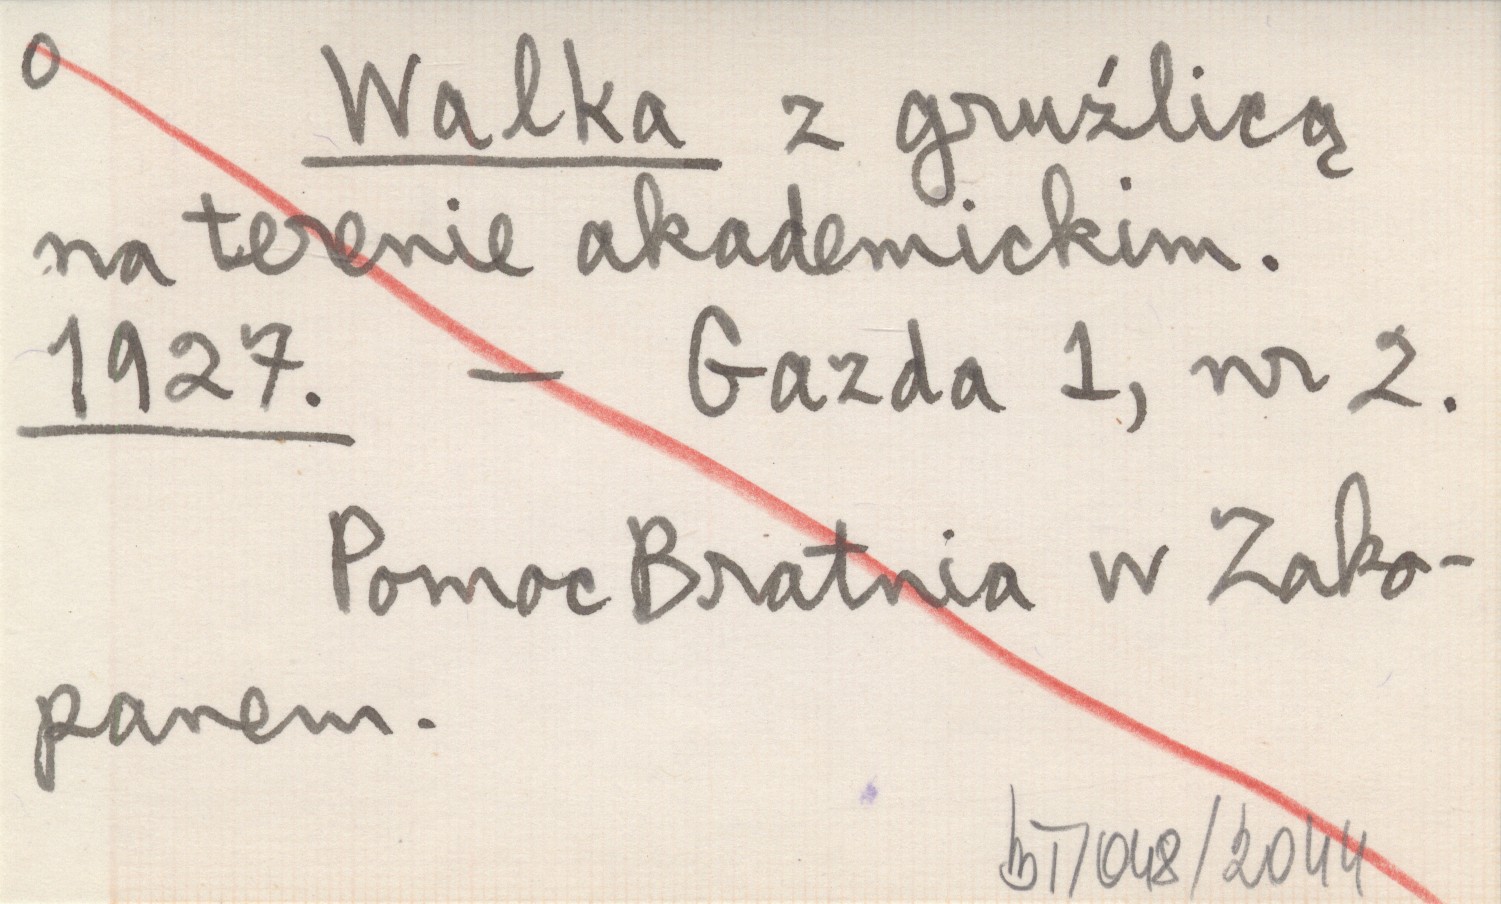 O Walka z gruźlicą
na terenie akademickim.
1927. — Gazda 1, nr 2.
Pomoc Bratnia w Zako-
panem.
BT/048/2044